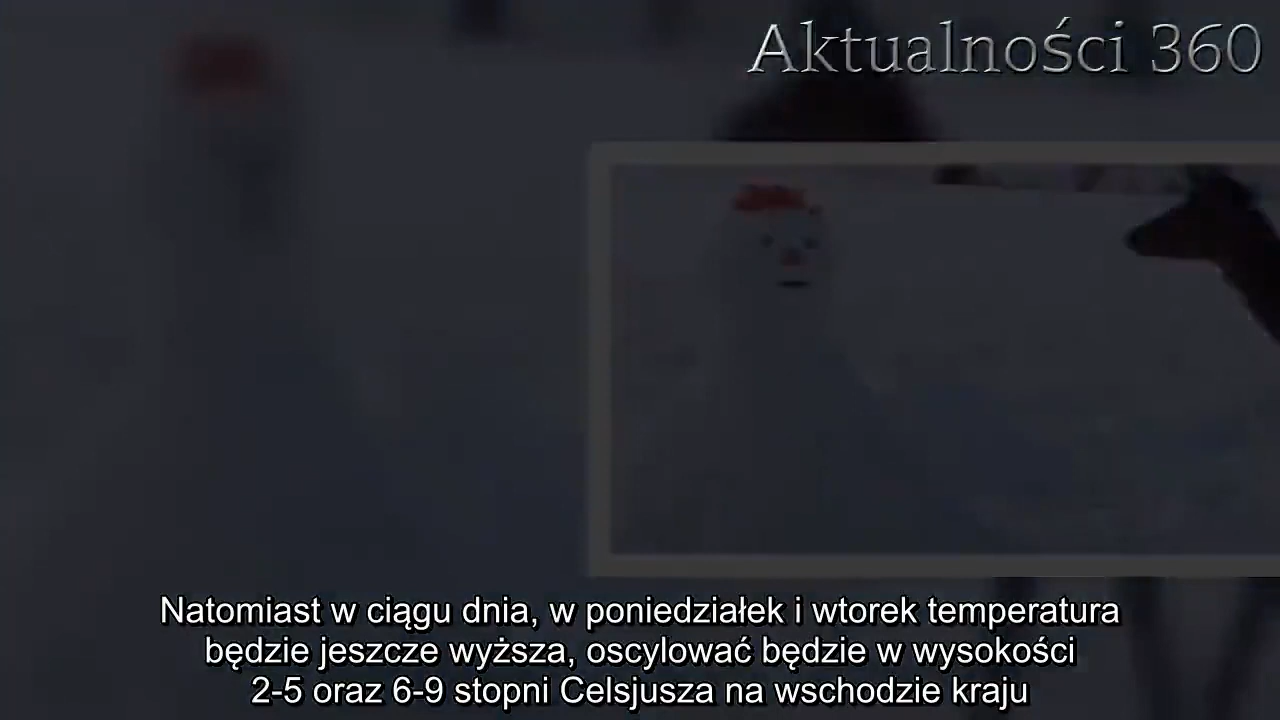 Aktualności 360
Natomiast w ciągu dnia, w poniedziałek i wtorek temperatura
będzie jeszcze wyższa, oscylować będzie w wysokości
2-5 oraz 6-9 stopni Celsjusza na wschodzie kraju